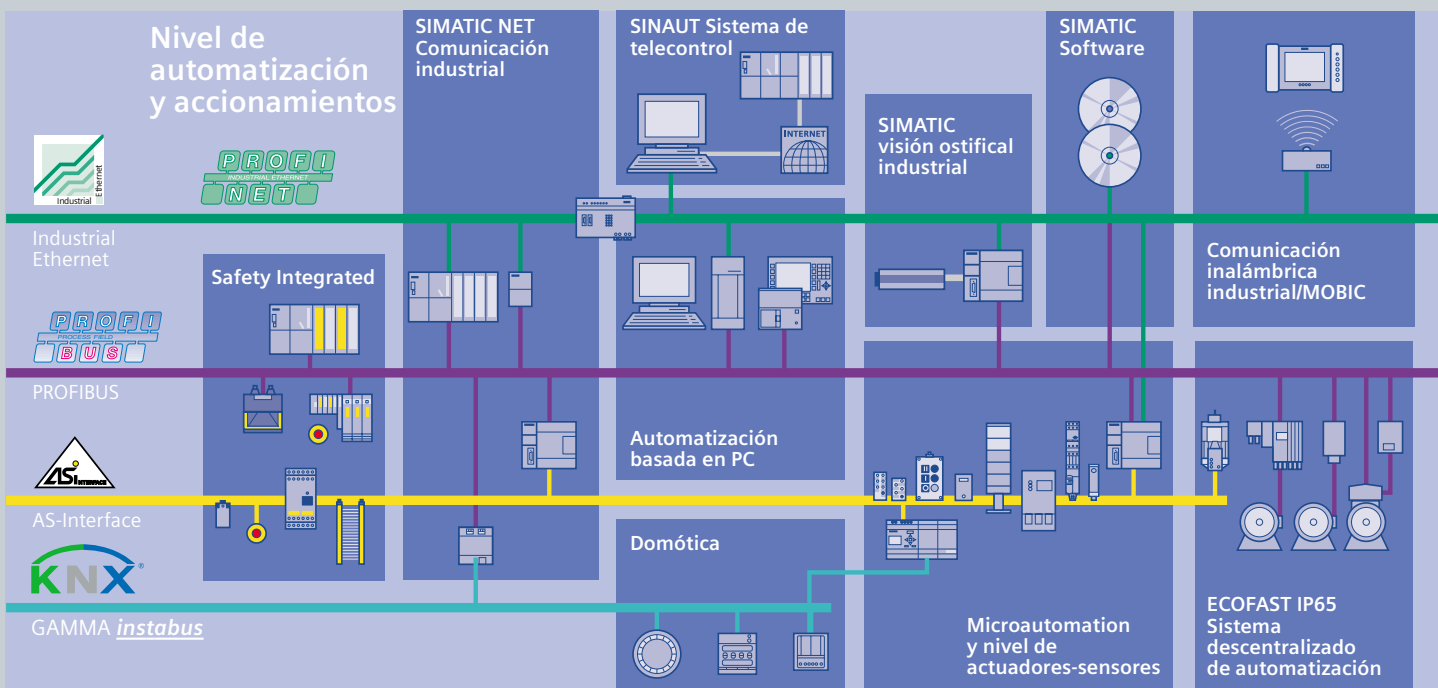 Nivel de
automatización
y accionamientos
SIMATIC NET
Comunicación
industrial
SINAUT Sistema de
telecontrol
INTERNET
SIMATIC
visión ostifical
industrial
SIMATIC
Software
Industrial
Ethernet
PROFI
INDUSTRIAL ETHERNET
NET
Industrial
Ethernet
Safety Integrated
Comunicación
inalámbrica
industrial/MOBIC
PROFI
PROCESS FIELD
BUS
PROFIBUS
Automatización
basada en PC
ASi
INTERFACE
AS-Interface
Domótica
KNX®
GAMMA instabus
Microautomation
y nivel de
actuadores-sensores
ECOFAST IP65
Sistema
descentralizado
de automatización